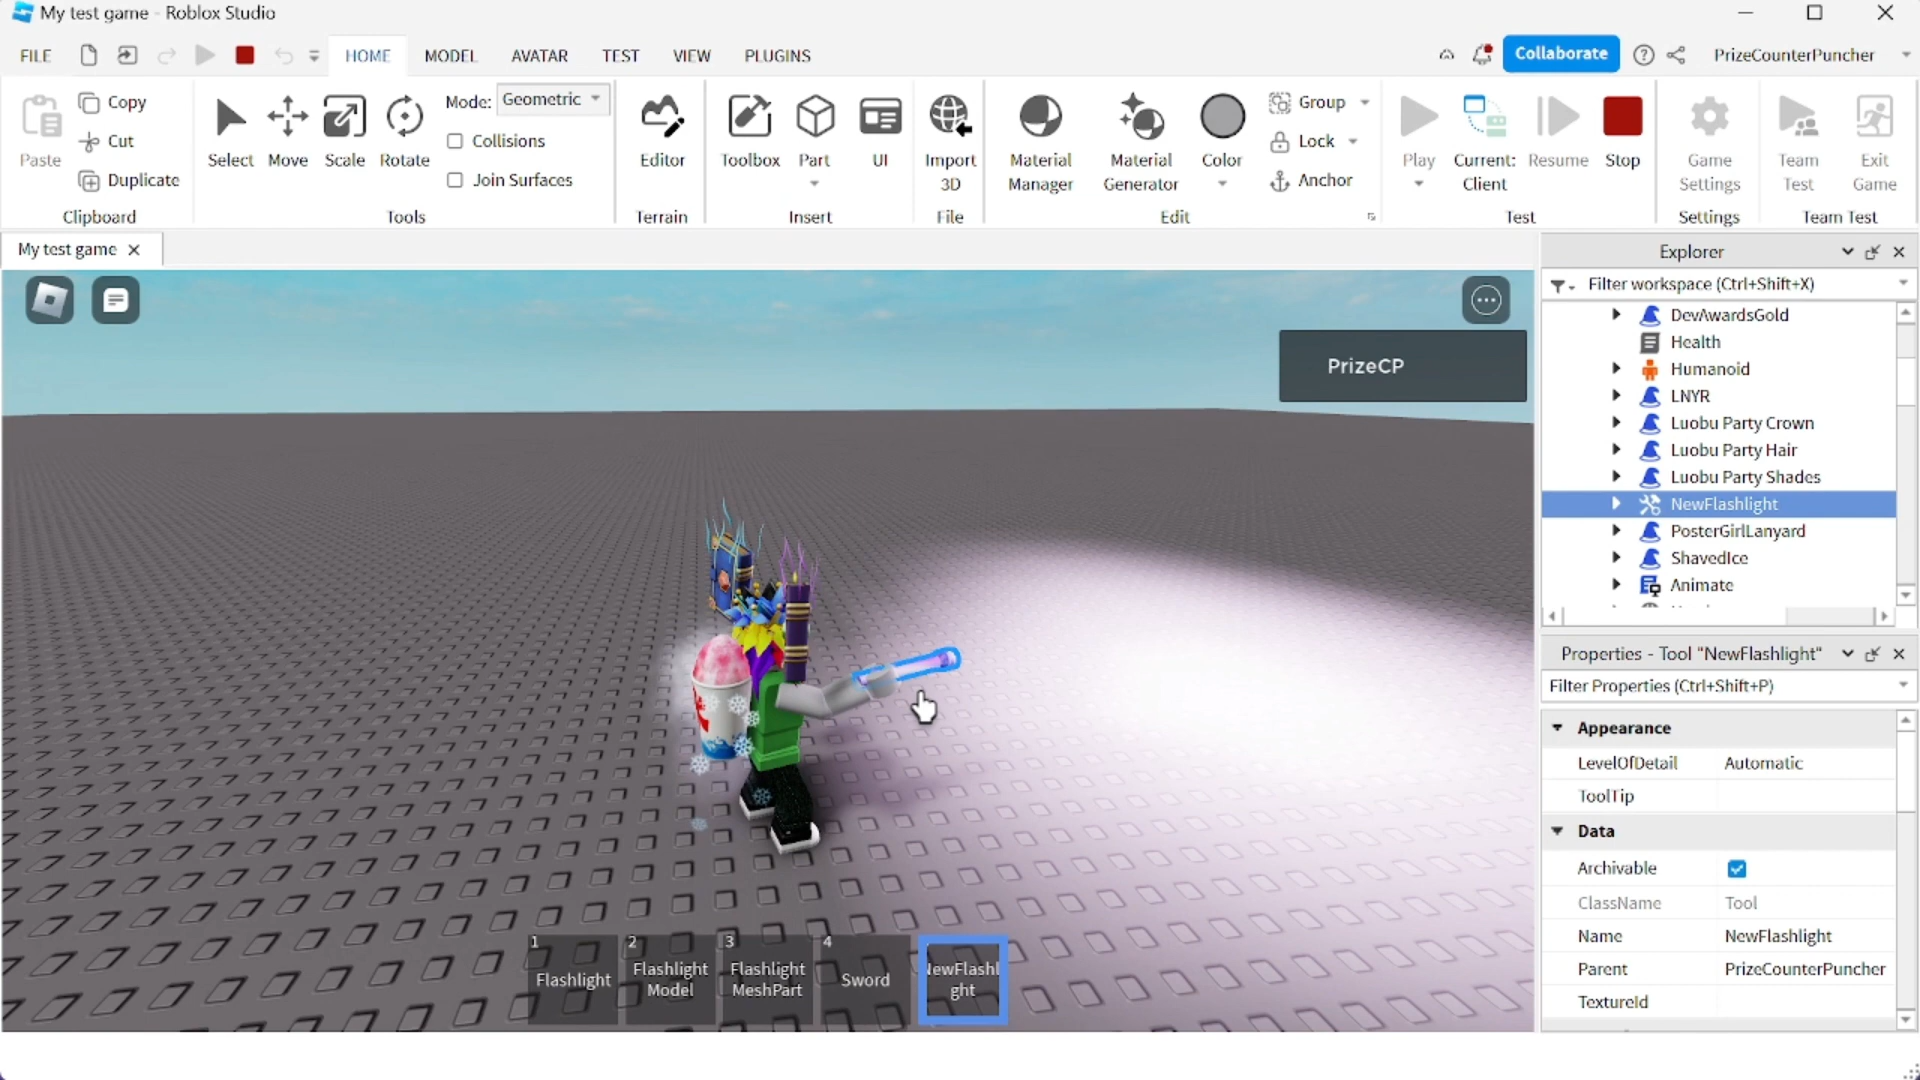 My test game - Roblox Studio
FILE HOME MODEL AVATAR TEST VIEW PLUGINS Collaborate PrizeCounterPuncher
Paste
Copy
Cut
Duplicate
Clipboard
Select Move Scale Rotate
Mode: Geometric
Collisions
Join Surfaces
Tools
Editor
Terrain
Toolbox Part UI
Insert
Import
3D
File
Material
Manager
Material
Generator
Color
Group
Lock
Anchor
Edit
Play
Current:
Client
Resume Stop
Test
Game
Settings
Settings
Team
Test
Exit
Game
Team Test
My test game
PrizeCP
1
Flashlight
2
Flashlight
Model
3
Flashlight
MeshPart
4
Sword
NewFlashl
ght
Explorer
Filter workspace (Ctrl+Shift+X)
DevAwardsGold
Health
Humanoid
LNYR
Luobu Party Crown
Luobu Party Hair
Luobu Party Shades
NewFlashlight
PosterGirlLanyard
ShavedIce
Animate
Properties - Tool "NewFlashlight"
Filter Properties (Ctrl+Shift+P)
Appearance
LevelOfDetail Automatic
ToolTip
Data
Archivable
ClassName Tool
Name NewFlashlight
Parent PrizeCounterPuncher
TextureId